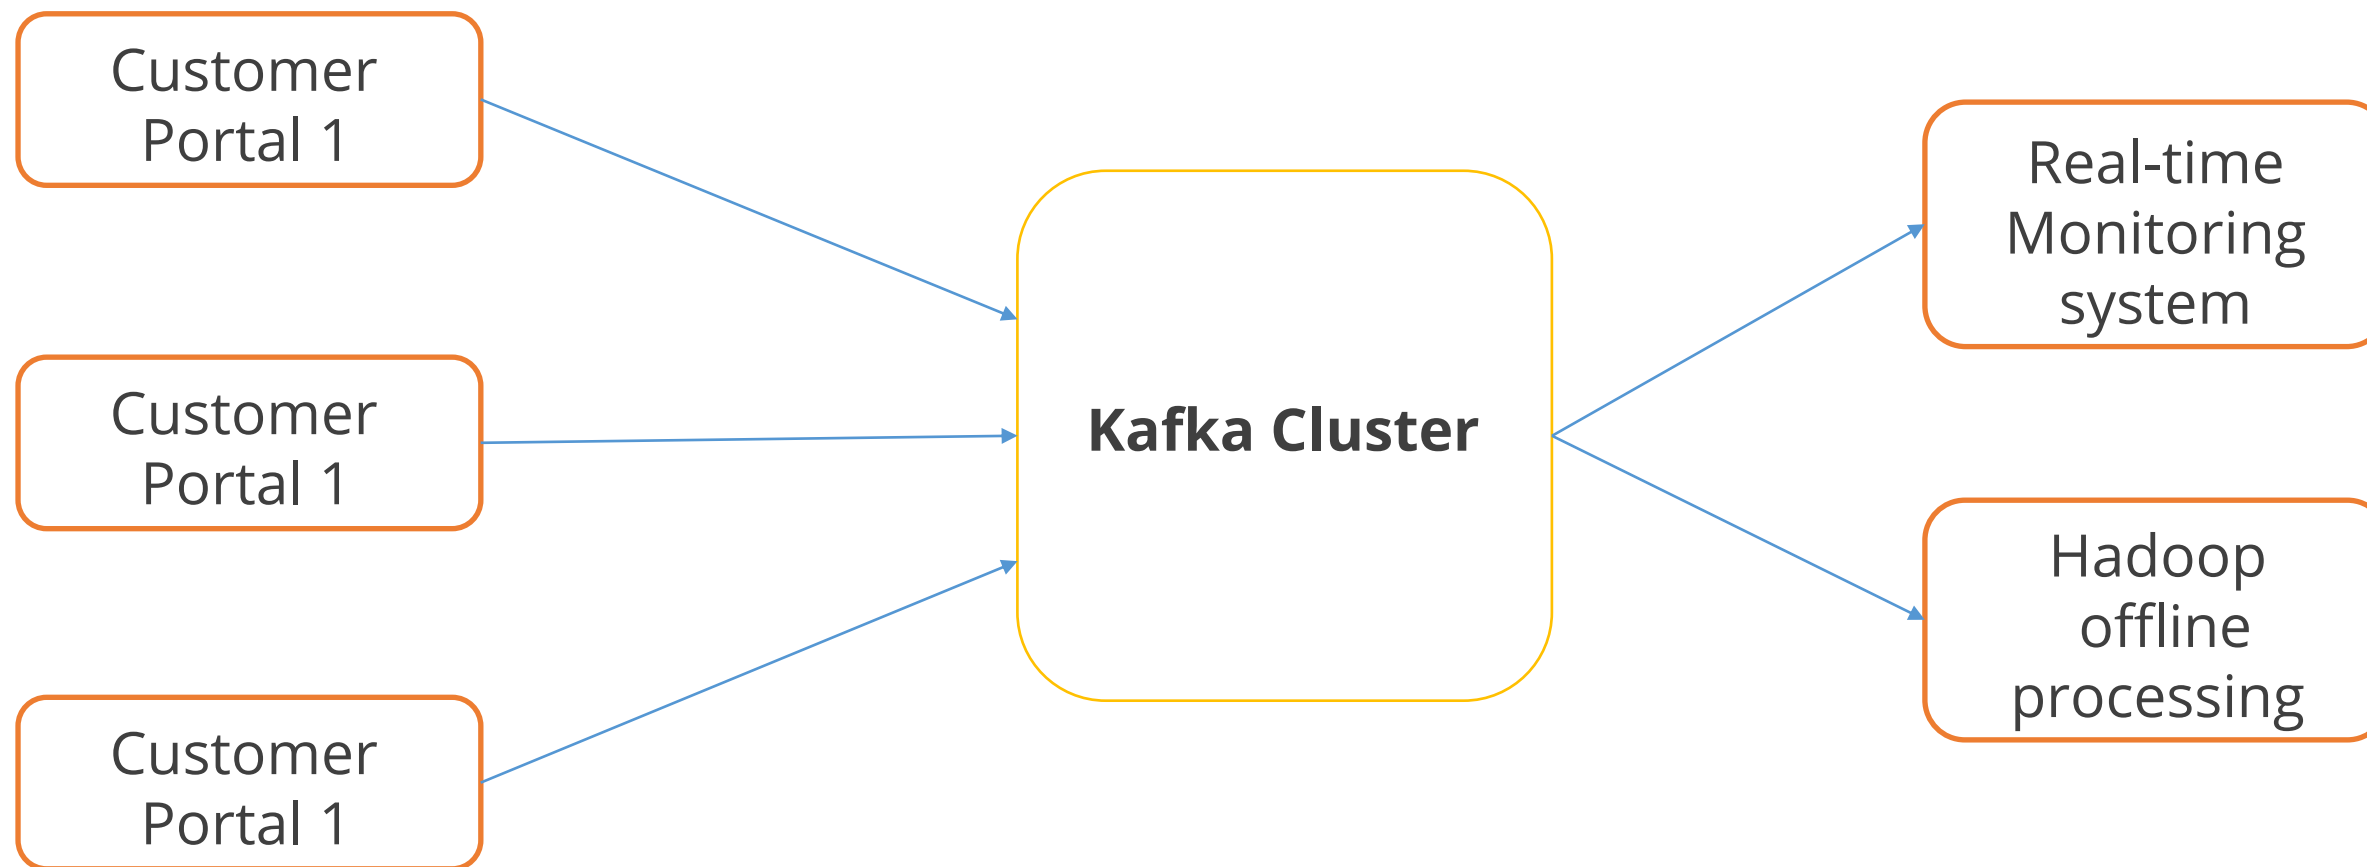 Customer
Portal 1
Customer
Portal 1
Customer
Portal 1
Kafka Cluster
Real-time
Monitoring
system
Hadoop
offline
processing